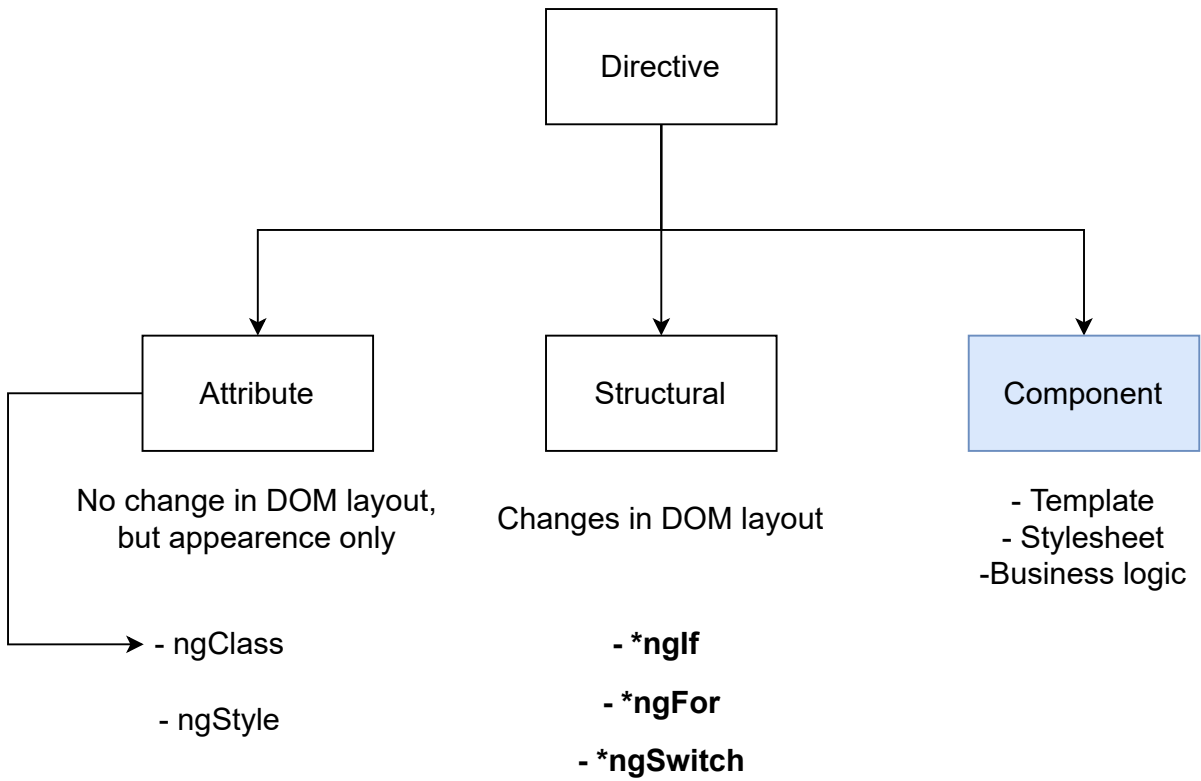 Directive
Attribute
Structural
Component
No change in DOM layout,
but appearence only
Changes in DOM layout
- Template
- Stylesheet
-Business logic
- ngClass
- ngStyle
- *ngIf
- *ngFor
- *ngSwitch